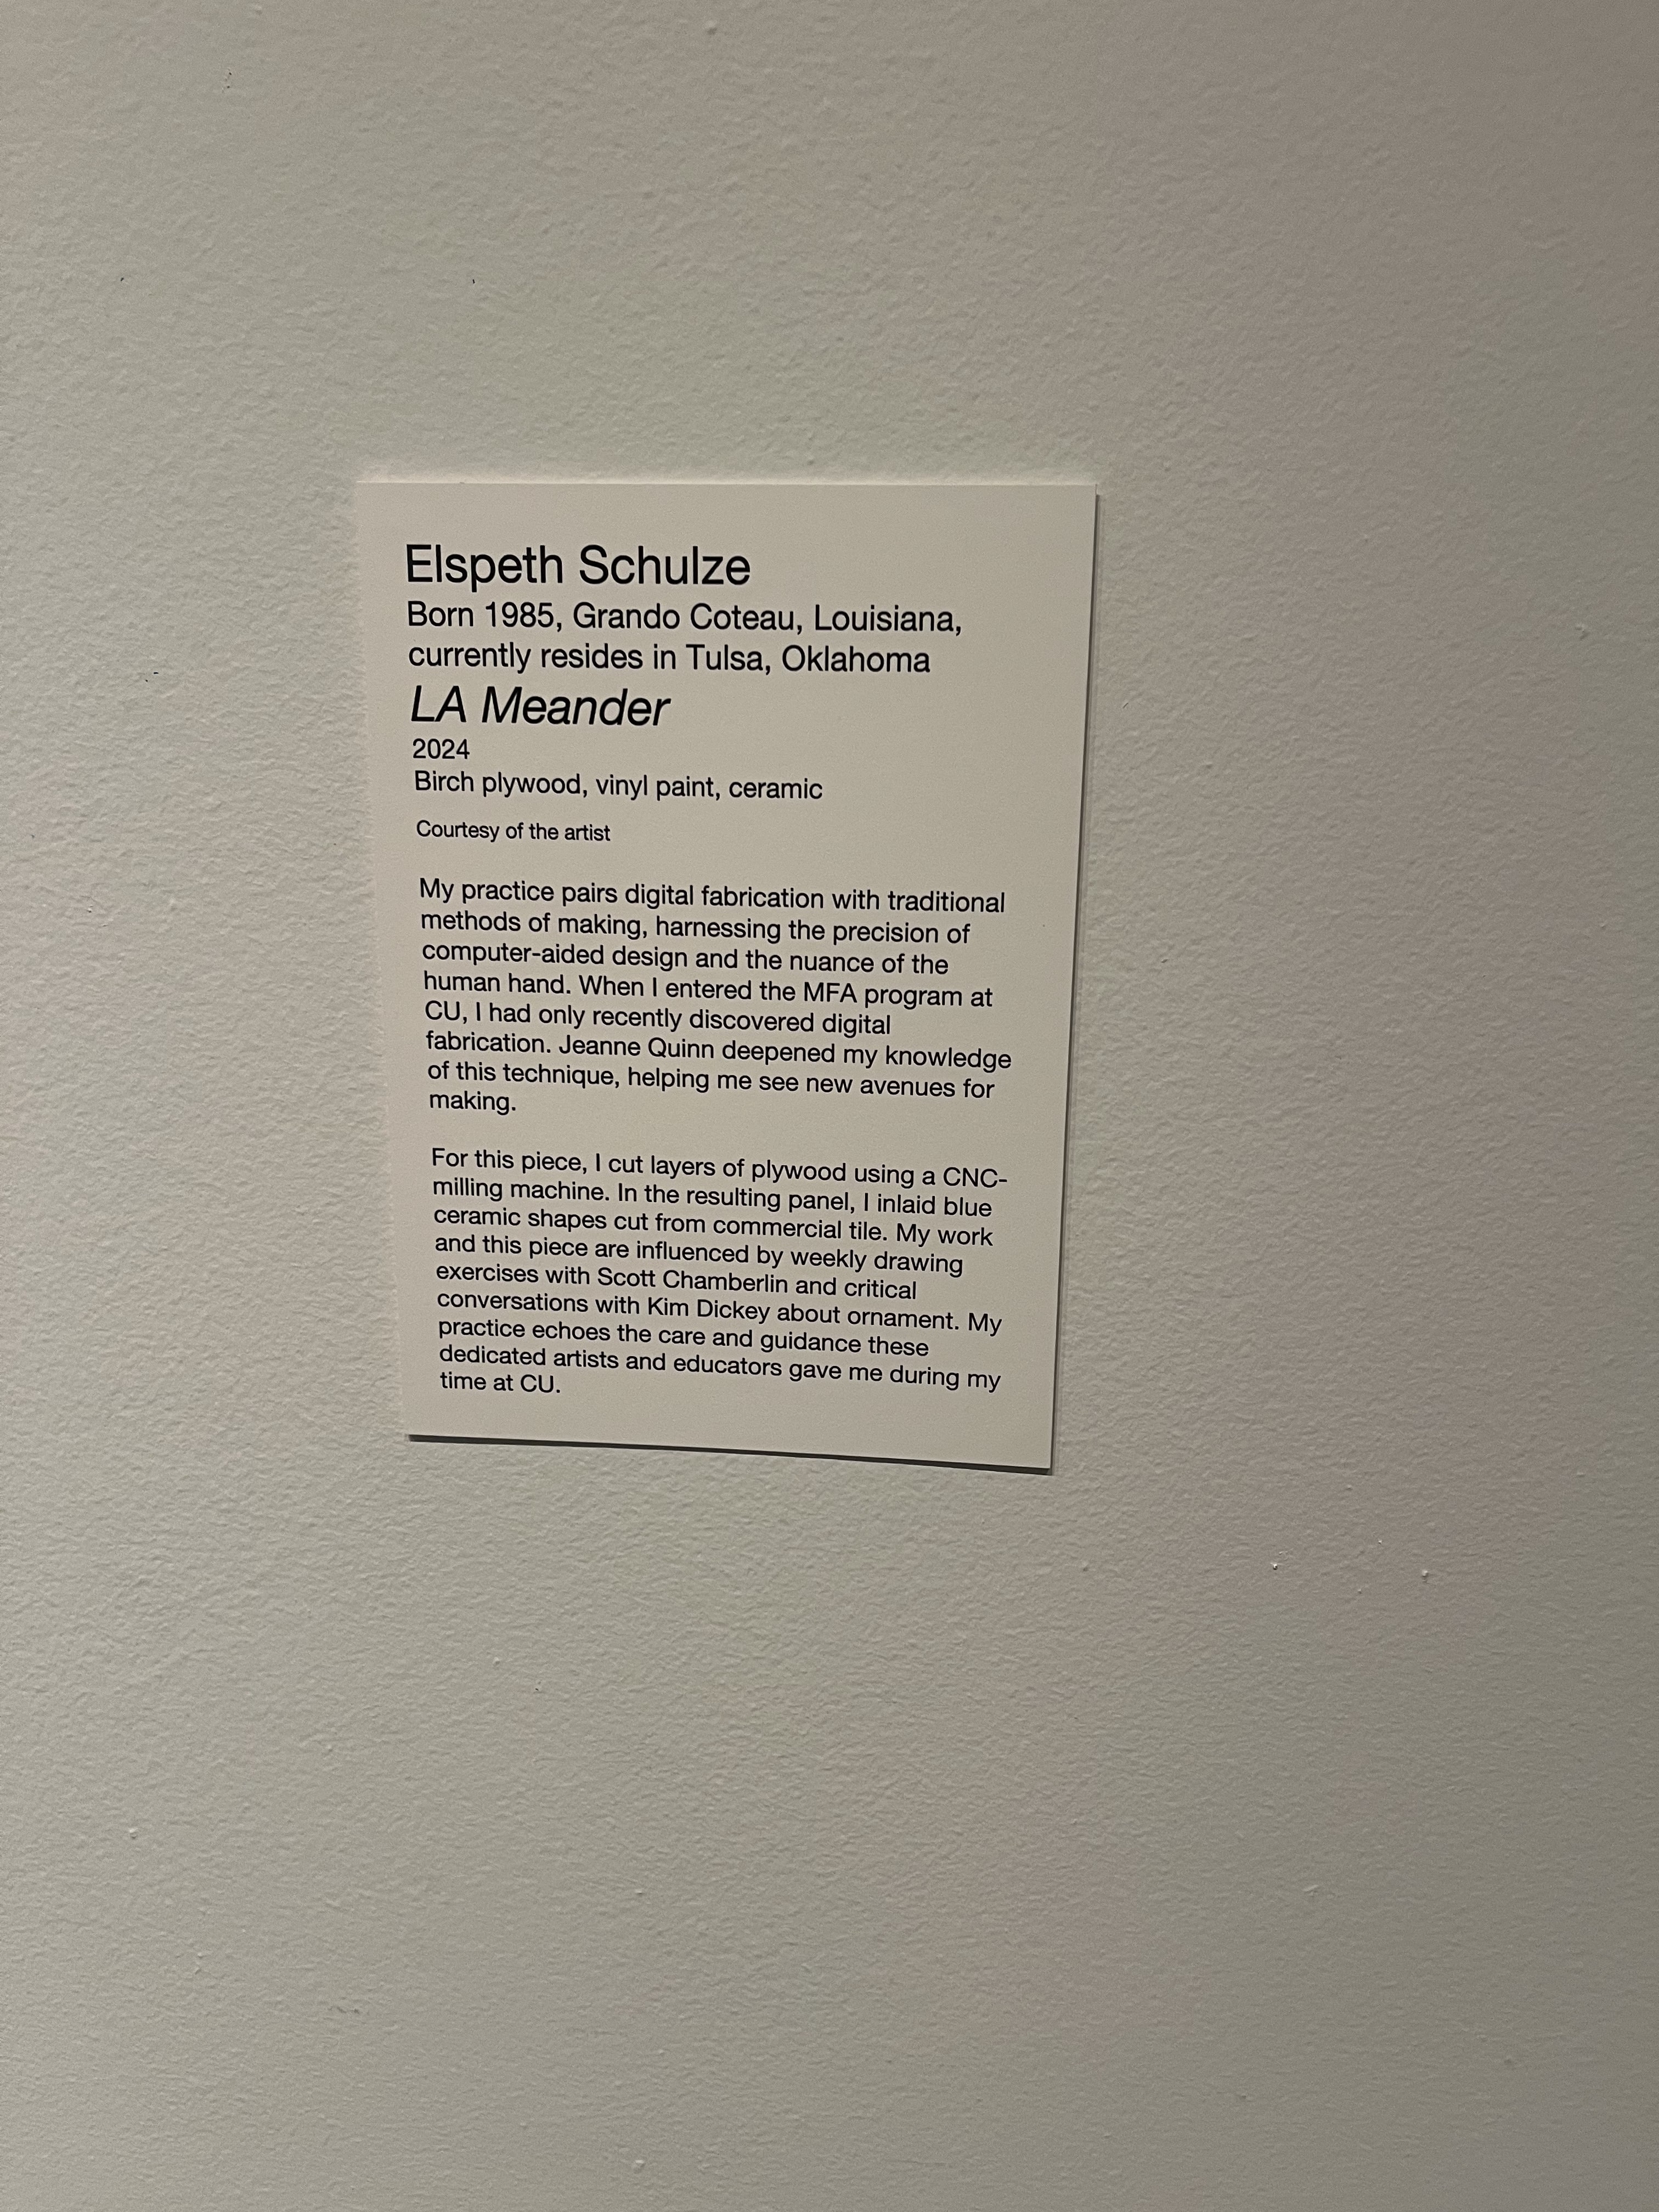 Elspeth Schulze
Born 1985, Grando Coteau, Louisiana,
currently resides in Tulsa, Oklahoma
LA Meander
2024
Birch plywood, vinyl paint, ceramic
Courtesy of the artist
My practice pairs digital fabrication with traditional
methods of making, harnessing the precision of
computer-aided design and the nuance of the
human hand. When I entered the MFA program at
CU, I had only recently discovered digital
fabrication. Jeanne Quinn deepened my knowledge
of this technique, helping me see new avenues for
making.
For this piece, I cut layers of plywood using a CNC-
milling machine. In the resulting panel, I inlaid blue
ceramic shapes cut from commercial tile. My work
and this piece are influenced by weekly drawing
exercises with Scott Chamberlin and critical
conversations with Kim Dickey about ornament. My
practice echoes the care and guidance these
dedicated artists and educators gave me during my
time at CU.